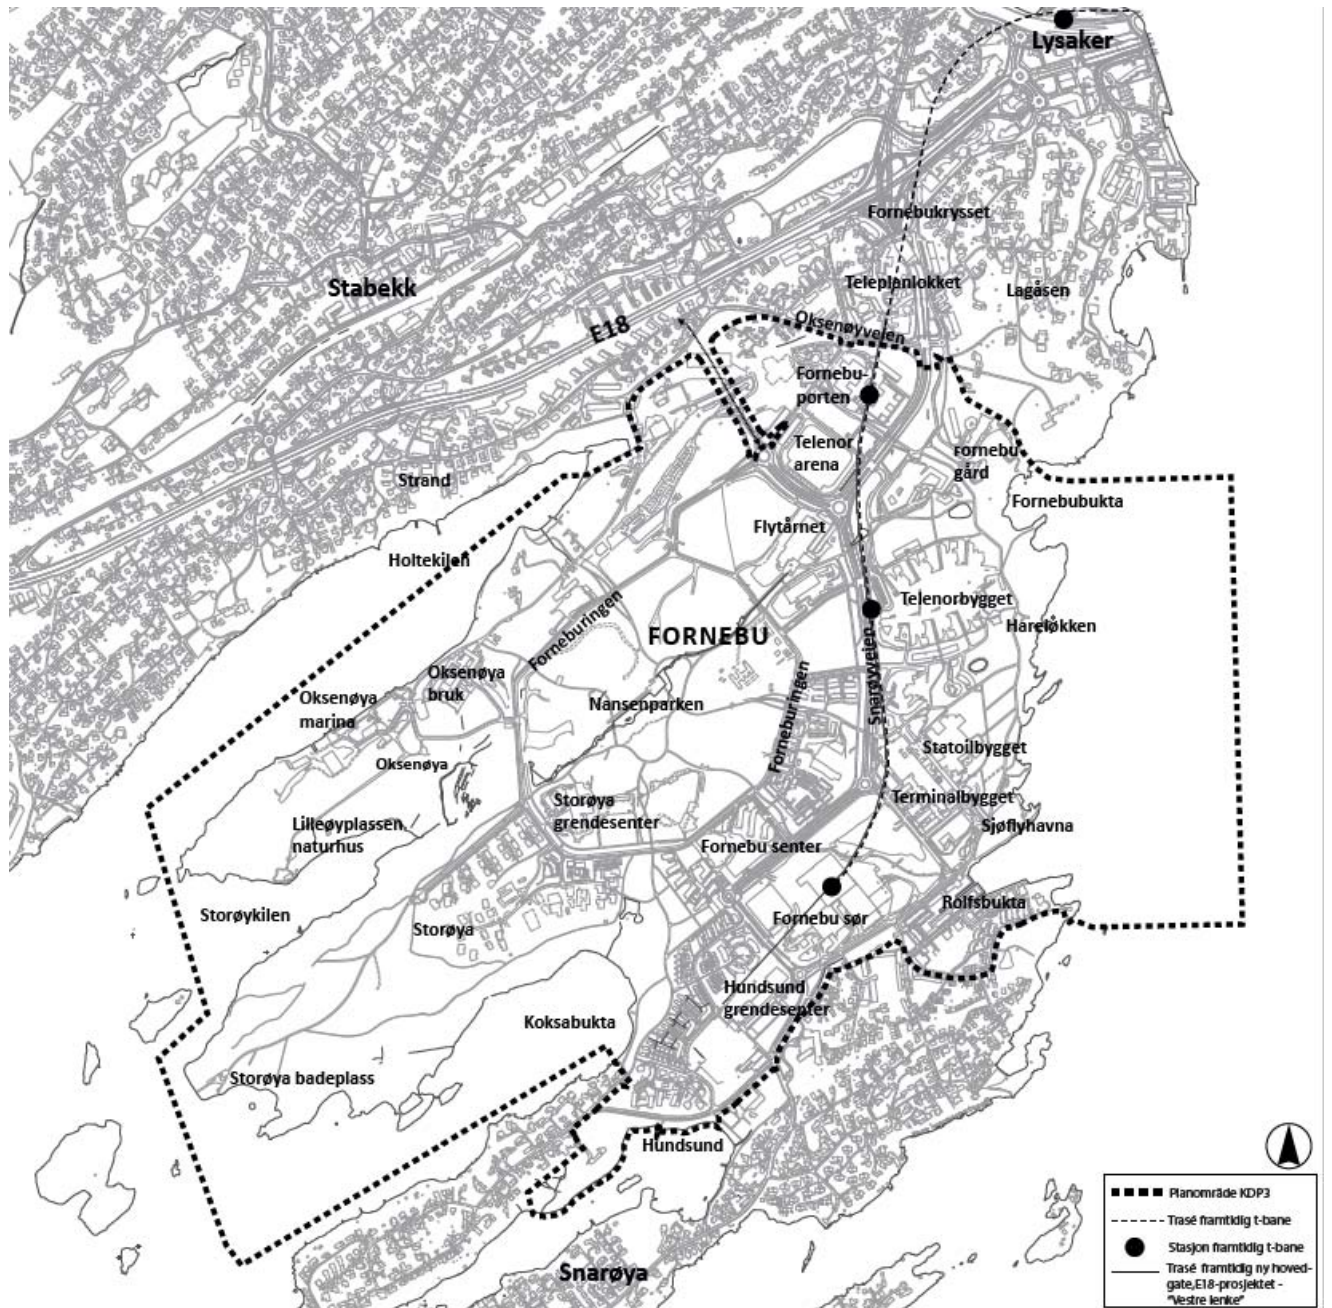 Lysaker
Fornebukrysset
Stabekk
Teleplanlokket
Lagåsen
E18
Oksenøyveien
Fornebu-
porten
Telenor
arena
Fornebu
gård
Strand
Fornebubukta
Flytårnet
Holtekilen
Forneburingen
Telenorbygget
FORNEBU
Hareløkken
Oksenøya
bruk
Oksenøya
marina
Nansenparken
Forneburingen
Snarøyveien
Statoilbygget
Oksenøya
Terminalbygget
Storøya
grendesenter
Lilleøyplassen
naturhus
Sjøflyhavna
Fornebu senter
Rolfsbukta
Storøykilen
Fornebu sør
Storøya
Hundsund
grendesenter
Koksabukta
Storøya badeplass
Hundsund
Snarøya
Planområde KDP3
Trasé framtidig t-bane
Stasjon framtidig t-bane
Trasé framtidig ny hoved-
gate,E18-prosjektet -
"Vestre lenke"